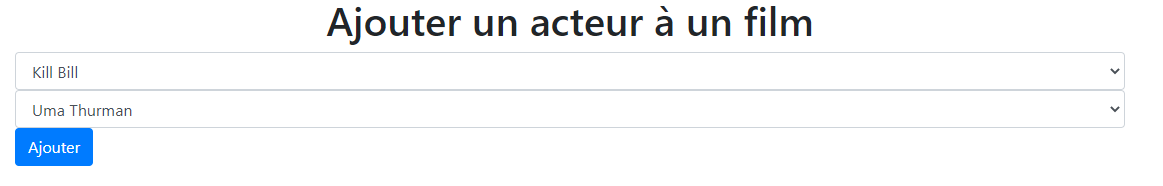 Ajouter un acteur à un film
Kill Bill
Uma Thurman
Ajouter